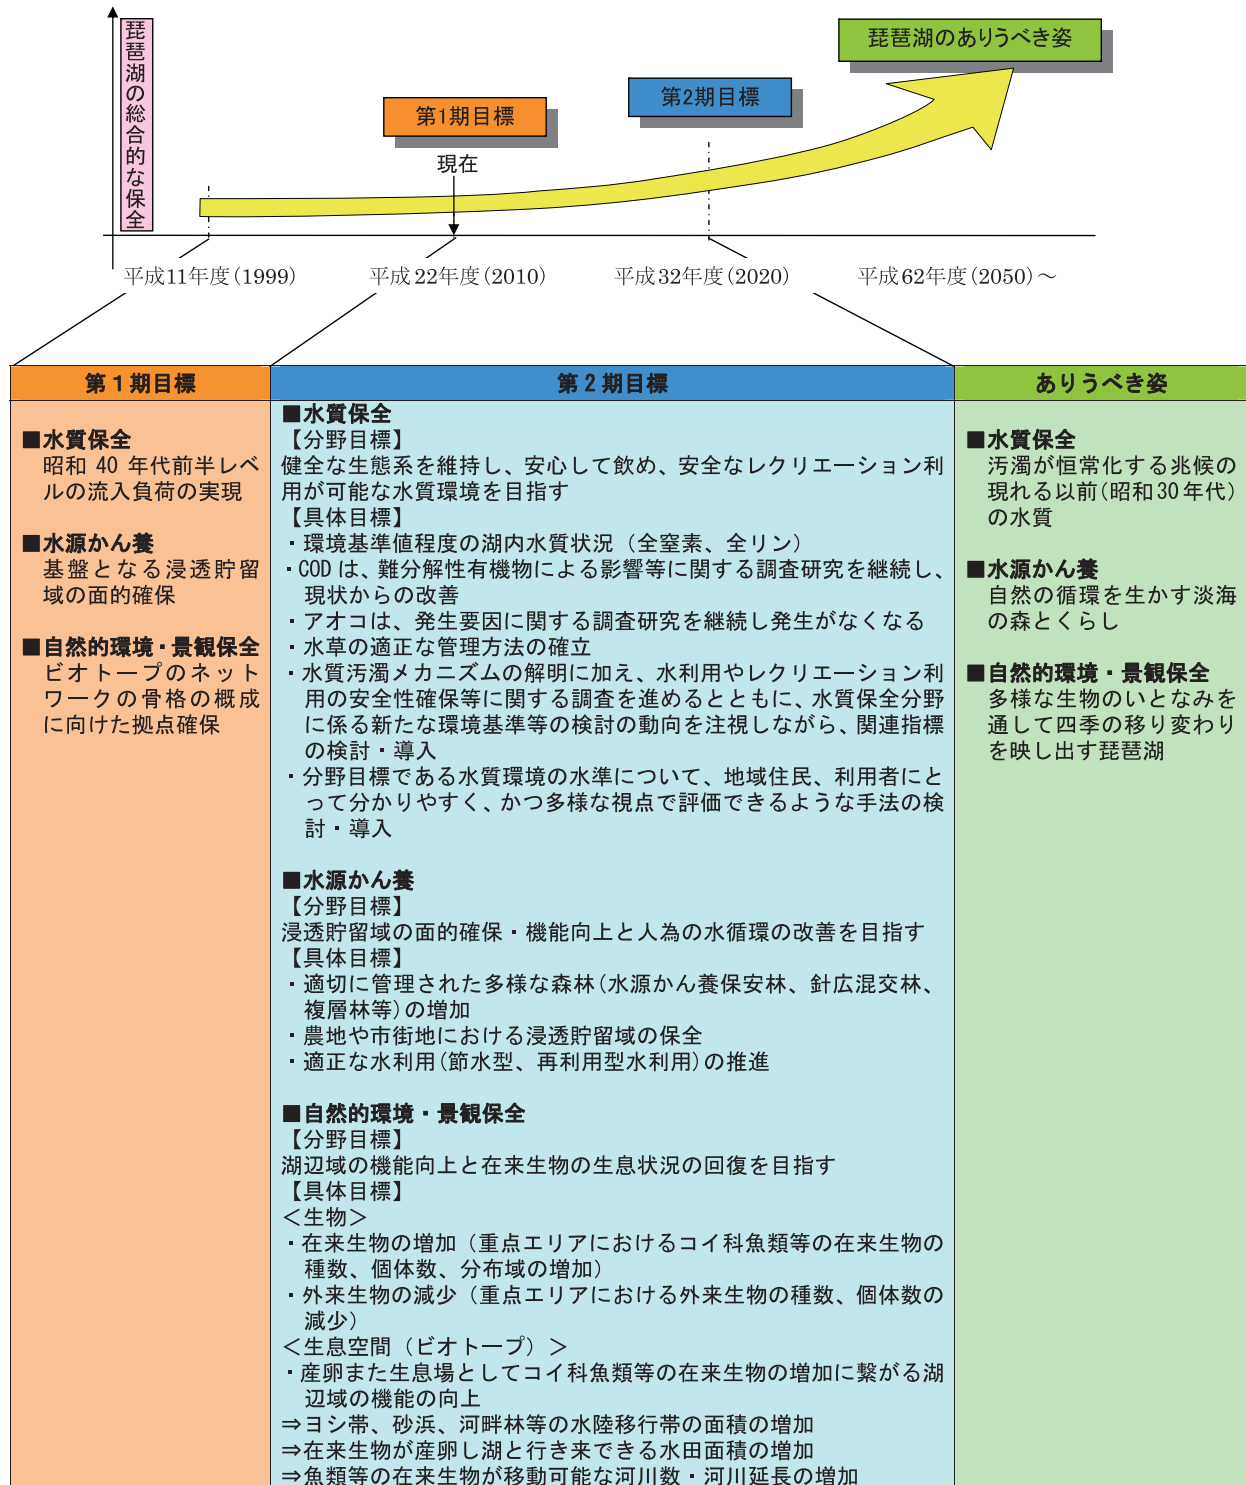 琵琶湖の総合的な保全
琵琶湖のありうべき姿
第2期目標
第1期目標
現在
平成11年度(1999)
平成22年度(2010)
平成32年度(2020)
平成62年度(2050)～
第1期目標
■水質保全
昭和 40 年代前半レベ
ルの流入負荷の実現
■水源かん養
基盤となる浸透貯留
域の面的確保
■自然的環境・景観保全
ビオトープのネット
ワークの骨格の概成
に向けた拠点確保
第2期目標
■水質保全
【分野目標】
健全な生態系を維持し、安心して飲め、安全なレクリエーション利
用が可能な水質環境を目指す
【具体目標】
・環境基準値程度の湖内水質状況（全窒素、全リン）
・COD は、難分解性有機物による影響等に関する調査研究を継続し、
現状からの改善
・アオコは、発生要因に関する調査研究を継続し発生がなくなる
・水草の適正な管理方法の確立
・水質汚濁メカニズムの解明に加え、水利用やレクリエーション利
用の安全性確保等に関する調査を進めるとともに、水質保全分野
に係る新たな環境基準等の検討の動向を注視しながら、関連指標
の検討・導入
・分野目標である水質環境の水準について、地域住民、利用者にと
って分かりやすく、かつ多様な視点で評価できるような手法の検
討・導入
■水源かん養
【分野目標】
浸透貯留域の面的確保・機能向上と人為の水循環の改善を目指す
【具体目標】
・適切に管理された多様な森林(水源かん養保安林、針広混交林、
複層林等)の増加
・農地や市街地における浸透貯留域の保全
・適正な水利用(節水型、再利用型水利用)の推進
■自然的環境・景観保全
【分野目標】
湖辺域の機能向上と在来生物の生息状況の回復を目指す
【具体目標】
＜生物＞
・在来生物の増加（重点エリアにおけるコイ科魚類等の在来生物の
種数、個体数、分布域の増加）
・外来生物の減少（重点エリアにおける外来生物の種数、個体数の
減少）
＜生息空間（ビオトープ）＞
・産卵また生息場としてコイ科魚類等の在来生物の増加に繋がる湖
辺域の機能の向上
⇒ヨシ帯、砂浜、河畔林等の水陸移行帯の面積の増加
⇒在来生物が産卵し湖と行き来できる水田面積の増加
⇒魚類等の在来生物が移動可能な河川数・河川延長の増加
ありうべき姿
■水質保全
汚濁が恒常化する兆候の
現れる以前(昭和30年代)
の水質
■水源かん養
自然の循環を生かす淡海
の森とくらし
■自然的環境・景観保全
多様な生物のいとなみを
通して四季の移り変わり
を映し出す琵琶湖